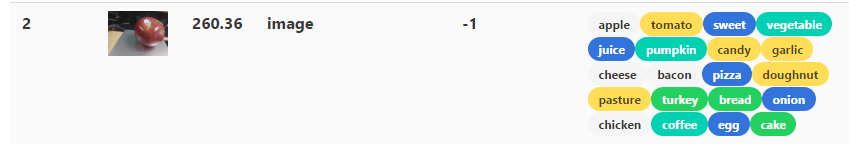 2 260.36 image -1 apple tomato sweet vegetable
juice pumpkin candy garlic
cheese bacon pizza doughnut
pasture turkey bread onion
chicken coffee egg cake